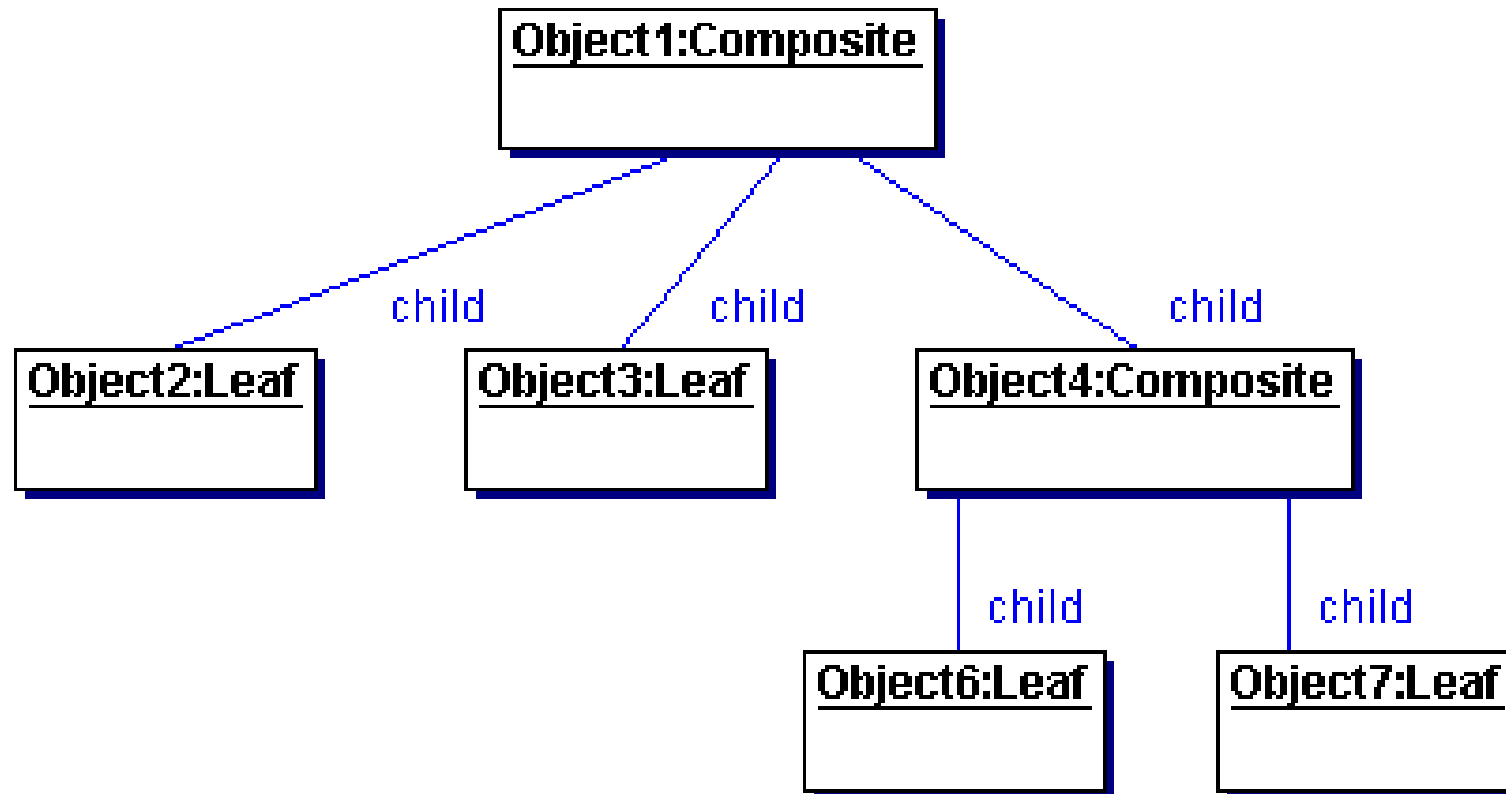 Object1:Composite
child
child
child
Object2:Leaf
Object3:Leaf
Object4:Composite
child
child
Object6:Leaf
Object7:Leaf